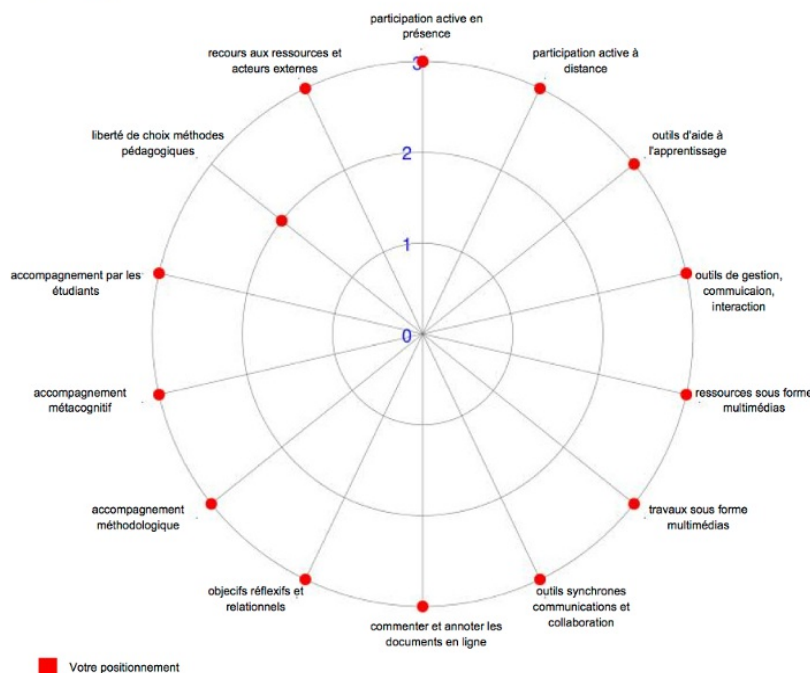 participation active en
présence
recours aux ressources et
acteurs externes
participation active à
distance
3
liberté de choix méthodes
pédagogiques
outils d'aide à
l'apprentissage
2
1
accompagnement par les
étudiants
outils de gestion,
commuicaion,
interaction
0
accompagnement
métacognitif
ressources sous forme
multimédias
accompagnement
méthodologique
travaux sous forme
multimédias
objecifs réflexifs et
relationnels
outils synchrones
communications et
collaboration
commenter et annoter les
documents en ligne
Votre positionnement